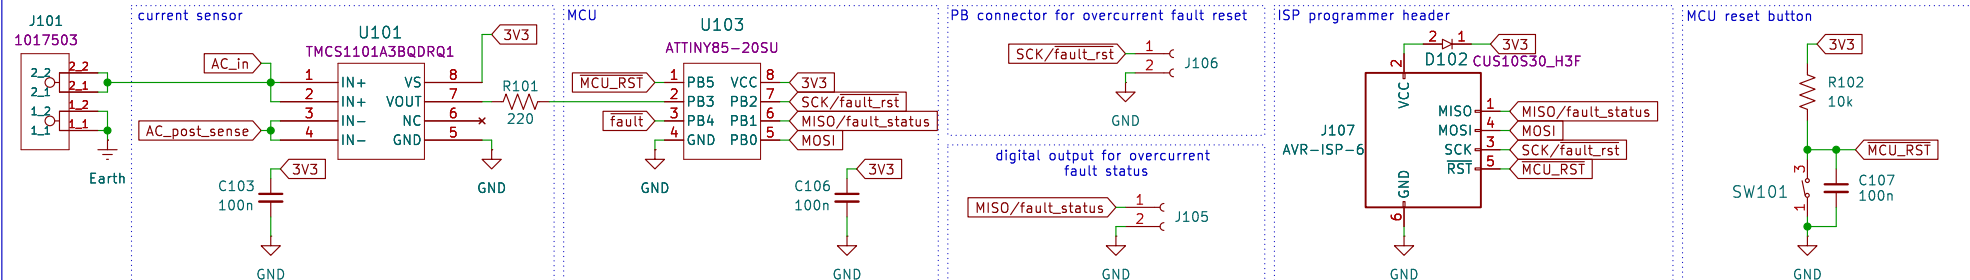 J101
1017503
2_2
2_2
2_1
2_1
1_2
1_2
1_1
1_1
Earth
current sensor
AC_in
AC_post_sense
U101
TMCS1101A3BQDRQ1
1 IN+ VS 8
2 IN+ VOUT 7
3 IN- NC 6
4 IN- GND 5
3V3
R101
220
GND
3V3
C103
100n
GND
MCU
U103
ATTINY85-20SU
MCU_RST 1 PB5 VCC 8 3V3
2 PB3 PB2 7 SCK/fault_rst
fault 3 PB4 PB1 6 MISO/fault_status
4 GND PB0 5 MOSI
GND
3V3
C106
100n
GND
PB connector for overcurrent fault reset
SCK/fault_rst 1
2
J106
GND
digital output for overcurrent
fault status
MISO/fault_status 1
2
J105
GND
ISP programmer header
2 1 3V3
D102 CUS10S30_H3F
2
VCC
J107
AVR-ISP-6
MISO 1 MISO/fault_status
MOSI 4 MOSI
SCK 3 SCK/fault_rst
RST 5 MCU_RST
GND
6
GND
MCU reset button
3V3
R102
10k
MCU_RST
3
SW101
1
C107
100n
GND